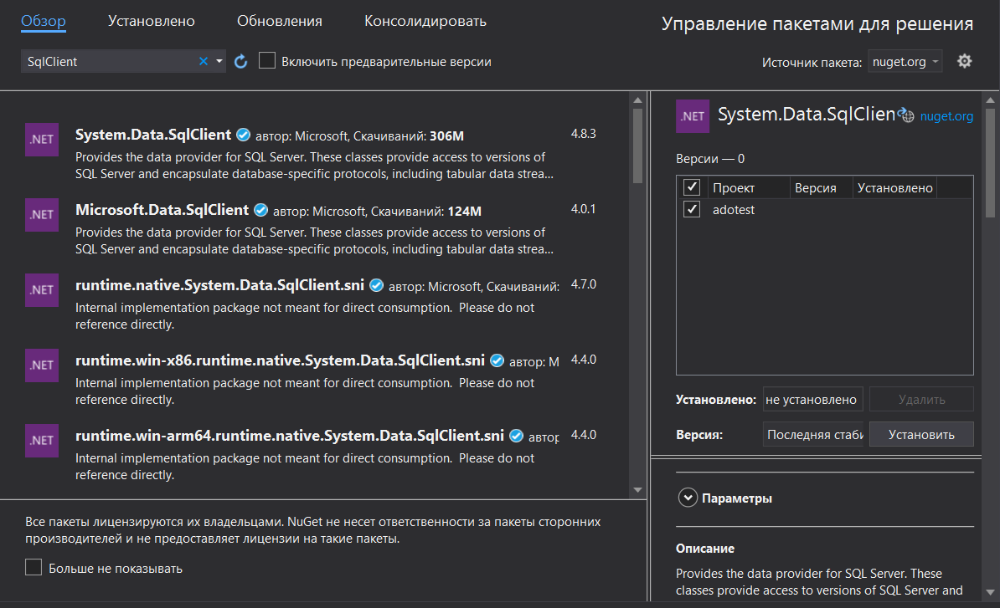 Обзор Установлено Обновления Консолидировать
Управление пакетами для решения
SqlClient
Включить предварительные версии
Источник пакета: nuget.org
.NET
System.Data.SqlClient автор: Microsoft, Скачиваний: 306M 4.8.3
Provides the data provider for SQL Server. These classes provide access to versions of
SQL Server and encapsulate database-specific protocols, including tabular data strea...
.NET
Microsoft.Data.SqlClient автор: Microsoft, Скачиваний: 124M 4.0.1
Provides the data provider for SQL Server. These classes provide access to versions of
SQL Server and encapsulate database-specific protocols, including tabular data strea...
.NET
runtime.native.System.Data.SqlClient.sni автор: Microsoft, Скачиваний: 4.7.0
Internal implementation package not meant for direct consumption. Please do not
reference directly.
.NET
runtime.win-x86.runtime.native.System.Data.SqlClient.sni автор: M 4.4.0
Internal implementation package not meant for direct consumption. Please do not
reference directly.
.NET
runtime.win-arm64.runtime.native.System.Data.SqlClient.sni автор 4.4.0
Internal implementation package not meant for direct consumption. Please do not
reference directly.
Все пакеты лицензируются их владельцами. NuGet не несет ответственности за пакеты сторонних
производителей и не предоставляет лицензии на такие пакеты.
Больше не показывать
.NET
System.Data.SqlClien nuget.org
Версии — 0
Проект Версия Установлено
adotest
Установлено: не установлено Удалить
Версия: Последняя стаби Установить
Параметры
Описание
Provides the data provider for SQL Server. These
classes provide access to versions of SQL Server and